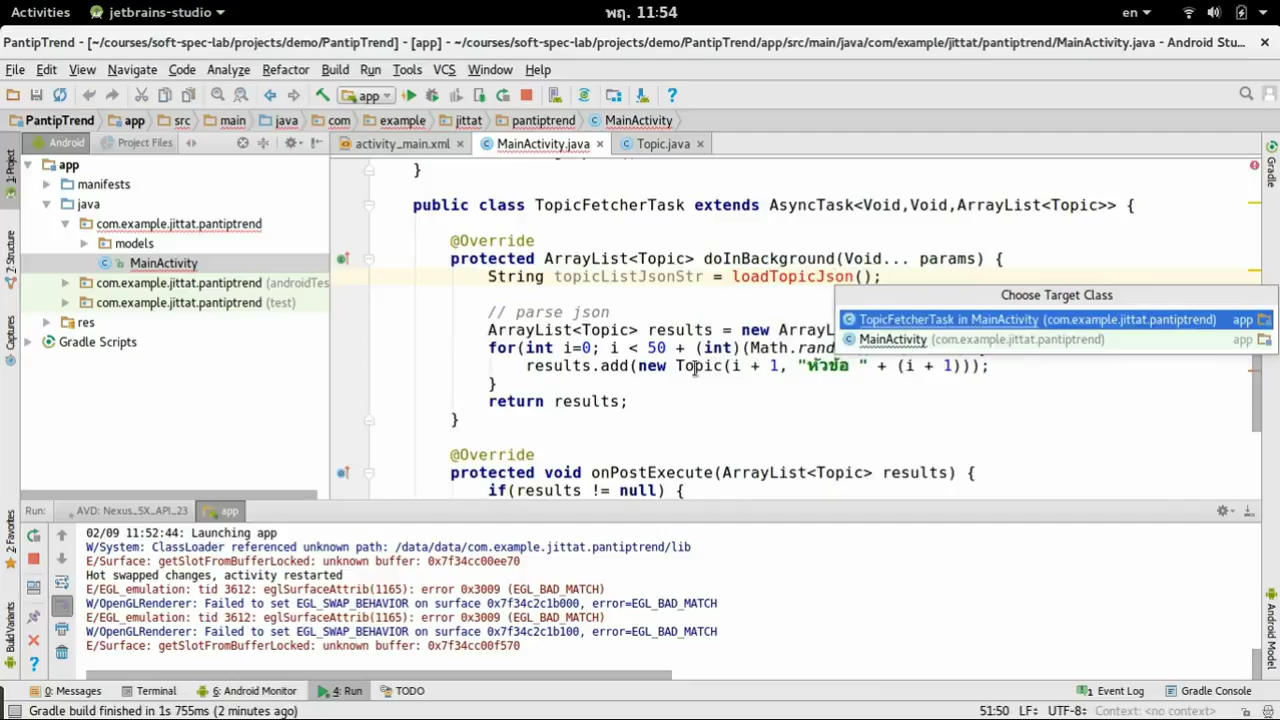 Activities jetbrains-studio พฤ. 11:54 en
PantipTrend - [~/courses/soft-spec-lab/projects/demo/PantipTrend] - [app] - ~/courses/soft-spec-lab/projects/demo/PantipTrend/app/src/main/java/com/example/jittat/pantiptrend/MainActivity.java - Android Stu...
File Edit View Navigate Code Analyze Refactor Build Run Tools VCS Window Help
app
PantipTrend app src main java com example jittat pantiptrend MainActivity
Android Project Files activity_main.xml MainActivity.java Topic.java
1: Project
7: Structure
Captures
2: Favorites
Build Variants
Gradle
Android Model
app
manifests
java
com.example.jittat.pantiptrend
models
MainActivity
com.example.jittat.pantiptrend (androidTes
com.example.jittat.pantiptrend (test)
res
Gradle Scripts
}
public class TopicFetcherTask extends AsyncTask<Void,Void,ArrayList<Topic>> {
@Override
protected ArrayList<Topic> doInBackground(Void... params) {
String topicListJsonStr = loadTopicJson();
// parse json
ArrayList<Topic> results = new ArrayL
for(int i=0; i < 50 + (int)(Math.rand
results.add(new Topic(i + 1, "หัวข้อ " + (i + 1)));
}
return results;
}
@Override
protected void onPostExecute(ArrayList<Topic> results) {
if(results != null) {
Choose Target Class
TopicFetcherTask in MainActivity (com.example.jittat.pantiptrend) app
MainActivity (com.example.jittat.pantiptrend) app
Run: AVD: Nexus_5X_API_23 app
02/09 11:52:44: Launching app
W/System: ClassLoader referenced unknown path: /data/data/com.example.jittat.pantiptrend/lib
E/Surface: getSlotFromBufferLocked: unknown buffer: 0x7f34cc00ee70
Hot swapped changes, activity restarted
E/EGL_emulation: tid 3612: eglSurfaceAttrib(1165): error 0x3009 (EGL_BAD_MATCH)
W/OpenGLRenderer: Failed to set EGL_SWAP_BEHAVIOR on surface 0x7f34c2c1b000, error=EGL_BAD_MATCH
E/EGL_emulation: tid 3612: eglSurfaceAttrib(1165): error 0x3009 (EGL_BAD_MATCH)
W/OpenGLRenderer: Failed to set EGL_SWAP_BEHAVIOR on surface 0x7f34c2c1b100, error=EGL_BAD_MATCH
E/Surface: getSlotFromBufferLocked: unknown buffer: 0x7f34cc00f570
0: Messages Terminal 6: Android Monitor 4: Run TODO 1 Event Log Gradle Console
Gradle build finished in 1s 755ms (2 minutes ago) 51:50 LF÷ UTF-8÷ Context: <no context>